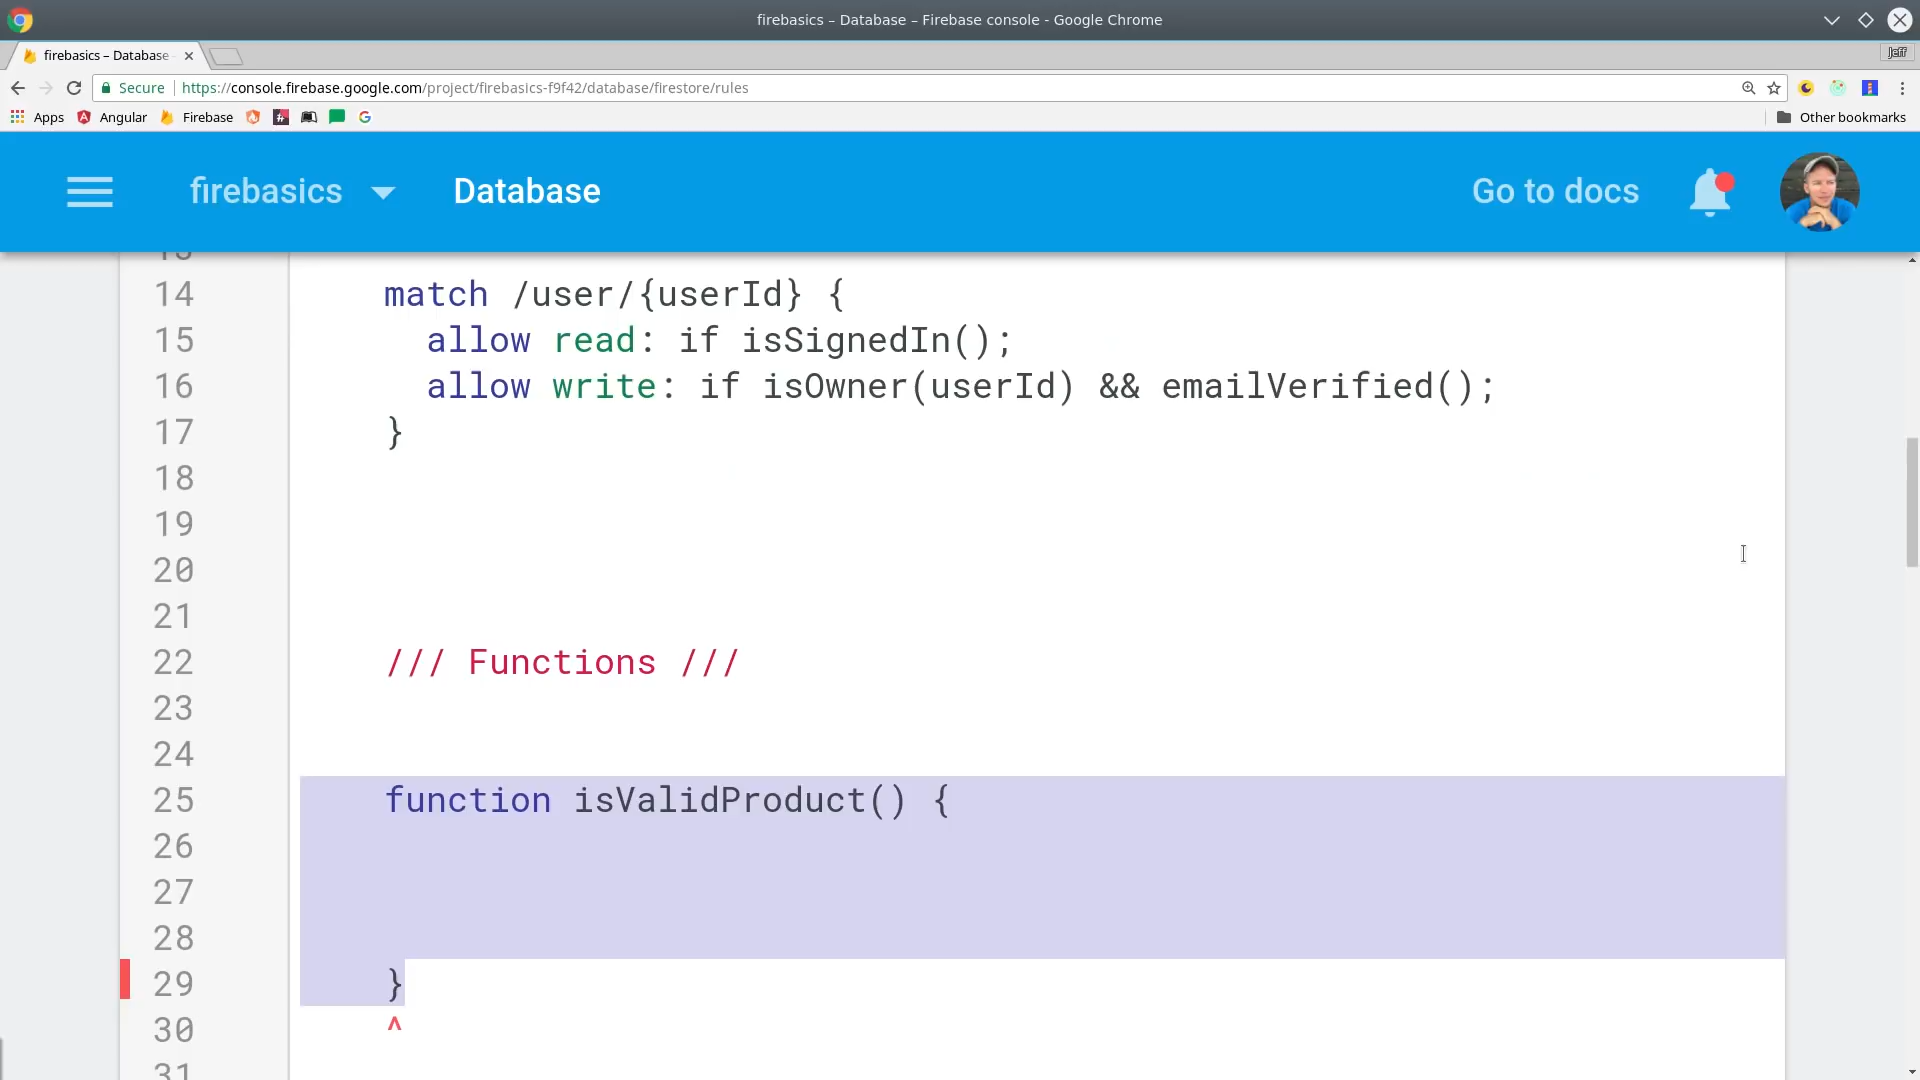 firebasics – Database – Firebase console - Google Chrome
firebasics – Database
Jeff
Secure https://console.firebase.google.com/project/firebasics-f9f42/database/firestore/rules
Apps Angular Firebase Other bookmarks
firebasics Database Go to docs
14 match /user/{userId} {
15 allow read: if isSignedIn();
16 allow write: if isOwner(userId) && emailVerified();
17 }
18
19
20
21
22 /// Functions ///
23
24
25 function isValidProduct() {
26
27
28
29 }
30 ^
31